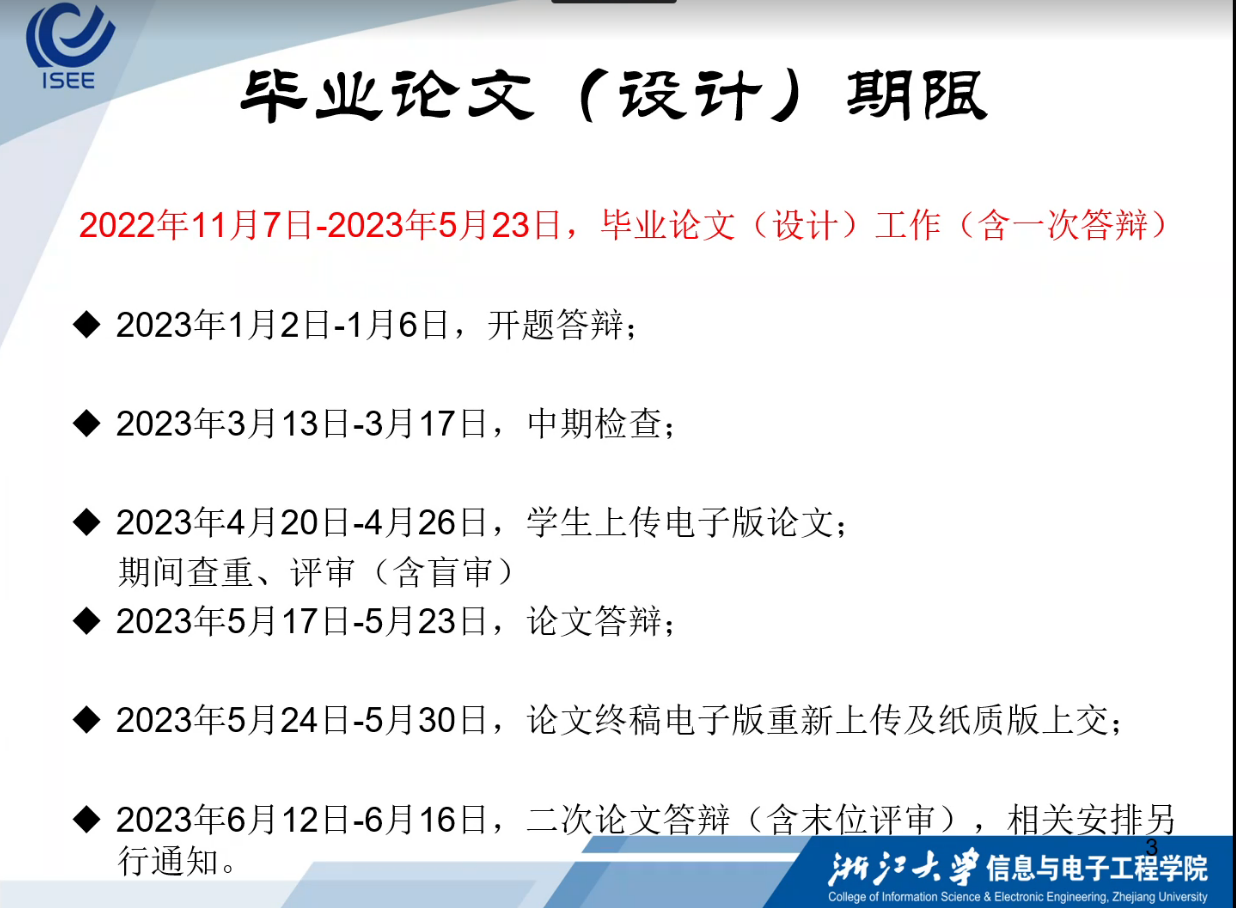 ISEE
毕业论文（设计）期限
2022年11月7日-2023年5月23日，毕业论文（设计）工作（含一次答辩）
◆ 2023年1月2日-1月6日，开题答辩；
◆ 2023年3月13日-3月17日，中期检查；
◆ 2023年4月20日-4月26日，学生上传电子版论文；
期间查重、评审（含盲审）
◆ 2023年5月17日-5月23日，论文答辩；
◆ 2023年5月24日-5月30日，论文终稿电子版重新上传及纸质版上交；
◆ 2023年6月12日-6月16日，二次论文答辩（含末位评审），相关安排另
行通知。
3
浙江大学 信息与电子工程学院
College of Information Science & Electronic Engineering, Zhejiang University